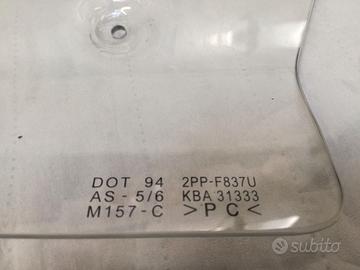 DOT 94 2PP-F837U
AS - 5/6 KBA 31333
M157-C >PC<
subito